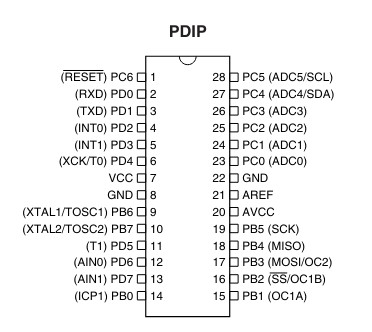 PDIP
(RESET) PC6 1 28 PC5 (ADC5/SCL)
(RXD) PD0 2 27 PC4 (ADC4/SDA)
(TXD) PD1 3 26 PC3 (ADC3)
(INT0) PD2 4 25 PC2 (ADC2)
(INT1) PD3 5 24 PC1 (ADC1)
(XCK/T0) PD4 6 23 PC0 (ADC0)
VCC 7 22 GND
GND 8 21 AREF
(XTAL1/TOSC1) PB6 9 20 AVCC
(XTAL2/TOSC2) PB7 10 19 PB5 (SCK)
(T1) PD5 11 18 PB4 (MISO)
(AIN0) PD6 12 17 PB3 (MOSI/OC2)
(AIN1) PD7 13 16 PB2 (SS/OC1B)
(ICP1) PB0 14 15 PB1 (OC1A)